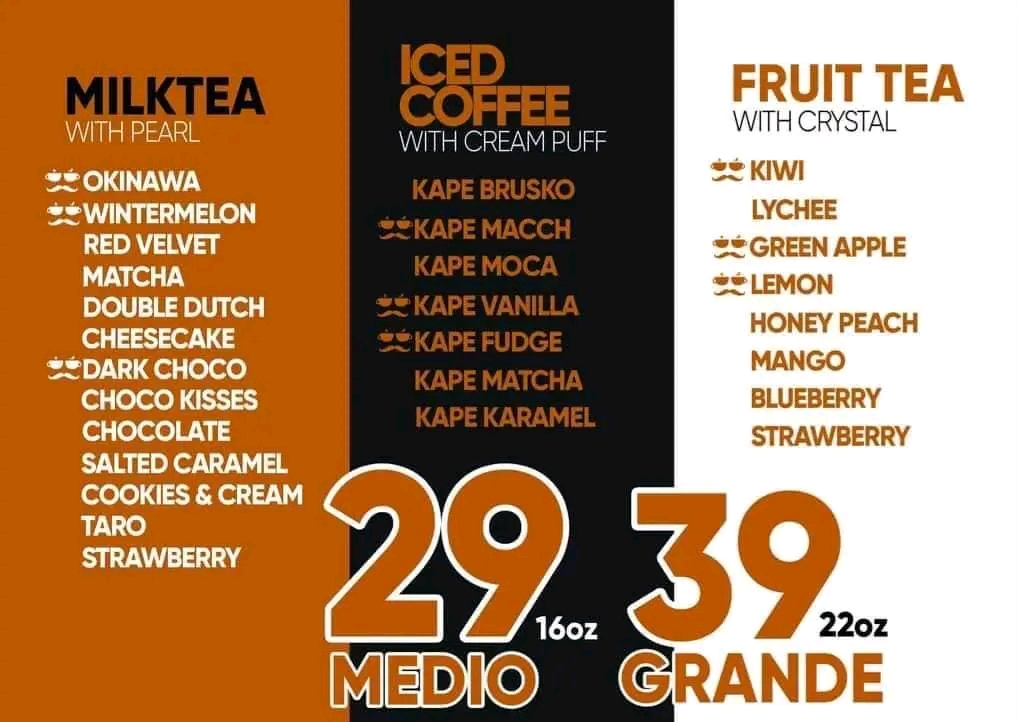 MILKTEA
WITH PEARL
OKINAWA
WINTERMELON
RED VELVET
MATCHA
DOUBLE DUTCH
CHEESECAKE
DARK CHOCO
CHOCO KISSES
CHOCOLATE
SALTED CARAMEL
COOKIES & CREAM
TARO
STRAWBERRY
ICED
COFFEE
WITH CREAM PUFF
KAPE BRUSKO
KAPE MACCH
KAPE MOCA
KAPE VANILLA
KAPE FUDGE
KAPE MATCHA
KAPE KARAMEL
FRUIT TEA
WITH CRYSTAL
KIWI
LYCHEE
GREEN APPLE
LEMON
HONEY PEACH
MANGO
BLUEBERRY
STRAWBERRY
29 16oz
MEDIO
39 22oz
GRANDE